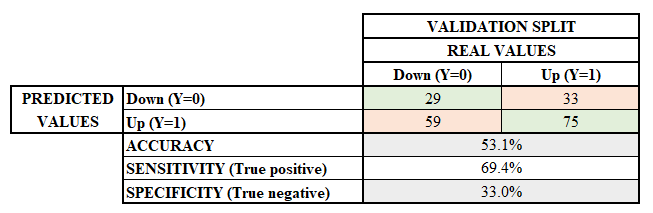 VALIDATION SPLIT
REAL VALUES
Down (Y=0) Up (Y=1)
PREDICTED Down (Y=0) 29 33
VALUES Up (Y=1) 59 75
ACCURACY 53.1%
SENSITIVITY (True positive) 69.4%
SPECIFICITY (True negative) 33.0%